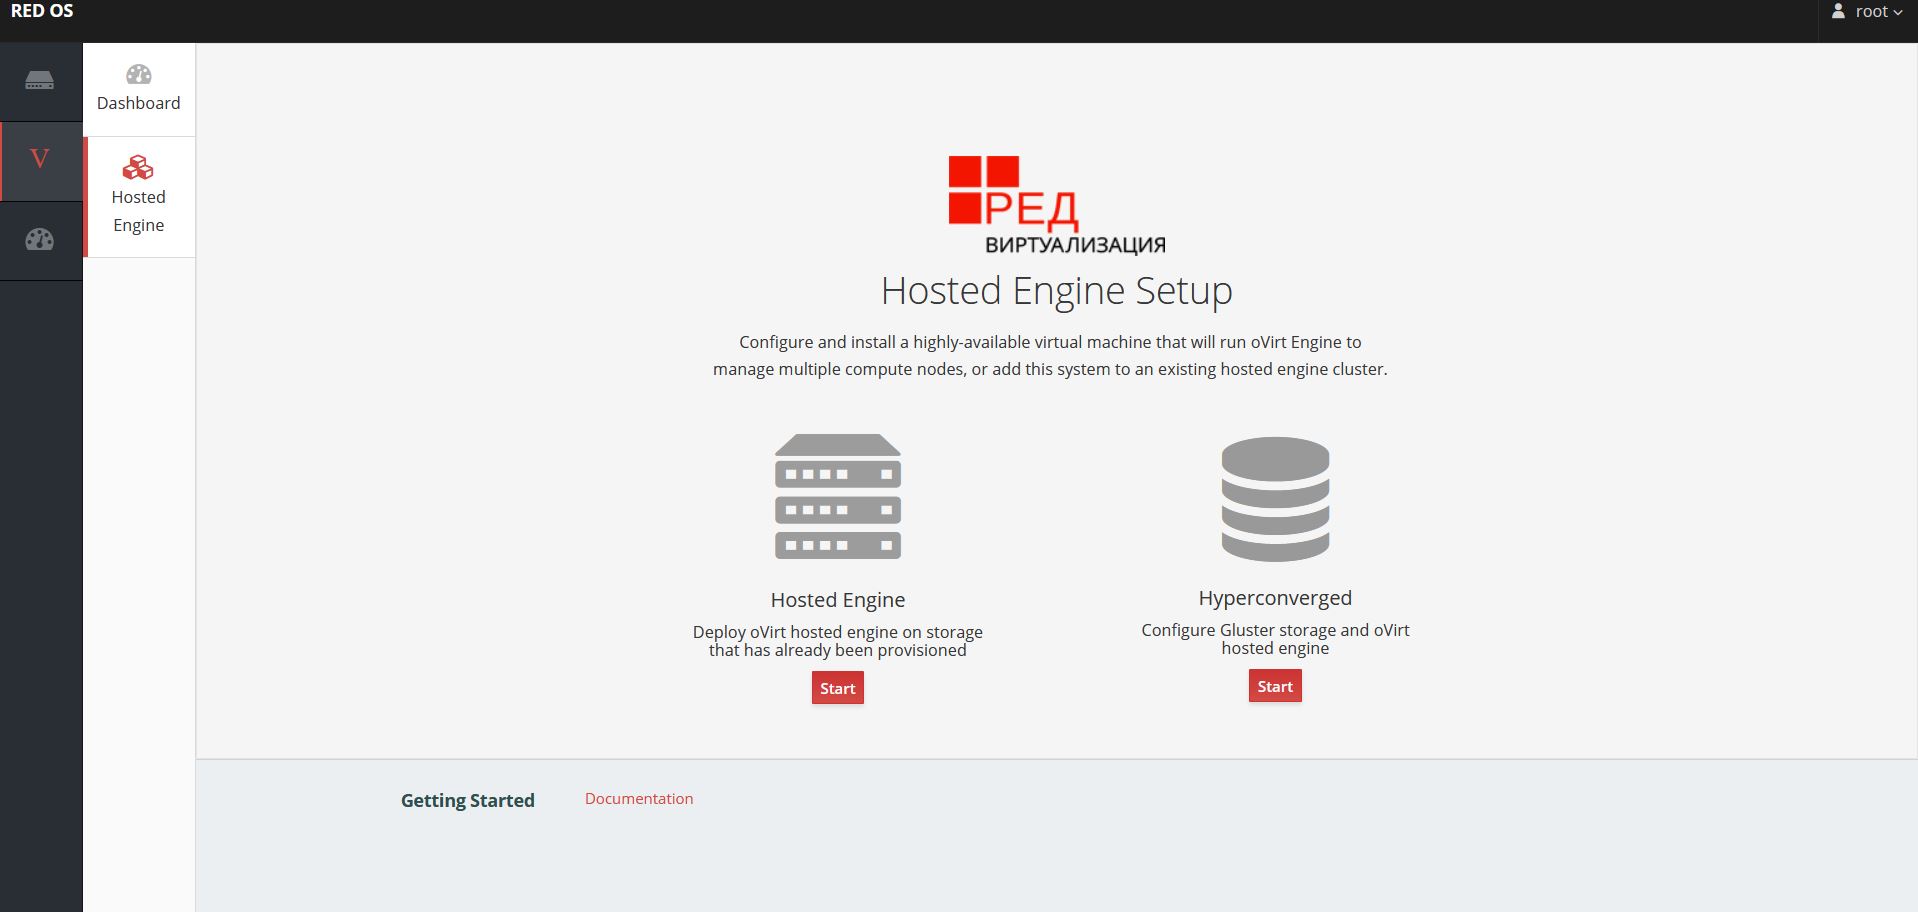 RED OS
root
V
Dashboard
Hosted
Engine
РЕД
ВИРТУАЛИЗАЦИЯ
Hosted Engine Setup
Configure and install a highly-available virtual machine that will run oVirt Engine to
manage multiple compute nodes, or add this system to an existing hosted engine cluster.
Hosted Engine
Deploy oVirt hosted engine on storage
that has already been provisioned
Start
Hyperconverged
Configure Gluster storage and oVirt
hosted engine
Start
Getting Started
Documentation